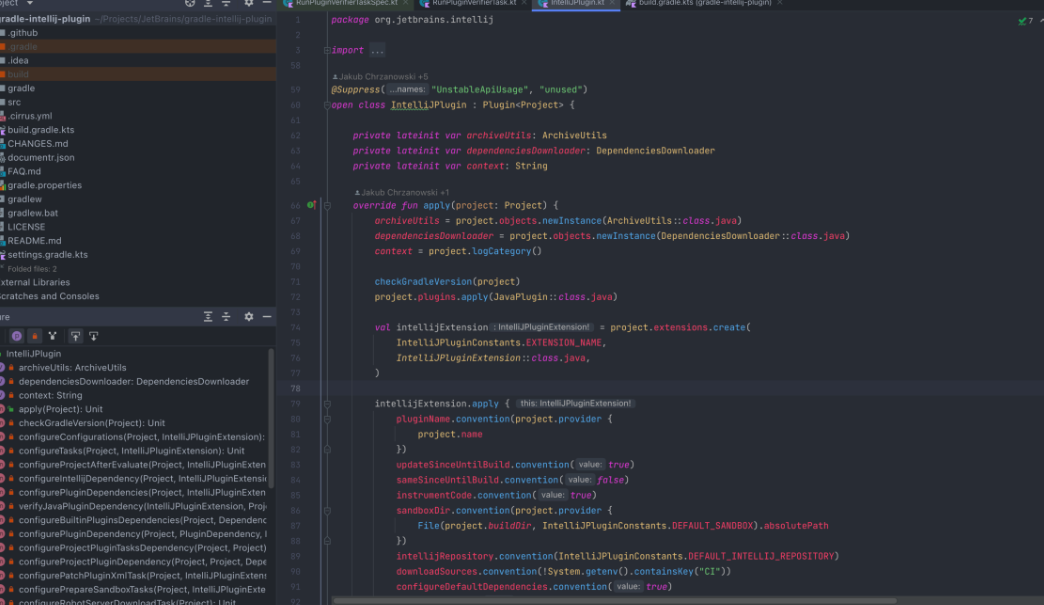 oject
RunPluginVerifierTaskSpec.kt RunPluginVerifierTask.kt IntelliJPlugin.kt build.gradle.kts (gradle-intellij-plugin)
radle-intellij-plugin ~/Projects/JetBrains/gradle-intellij-plugin
.github
.gradle
.idea
build
gradle
src
.cirrus.yml
build.gradle.kts
CHANGES.md
documentr.json
FAQ.md
gradle.properties
gradlew
gradlew.bat
LICENSE
README.md
settings.gradle.kts
Folded files: 2
xternal Libraries
cratches and Consoles
ure
IntelliJPlugin
archiveUtils: ArchiveUtils
dependenciesDownloader: DependenciesDownloader
context: String
apply(Project): Unit
checkGradleVersion(Project): Unit
configureConfigurations(Project, IntelliJPluginExtension):
configureTasks(Project, IntelliJPluginExtension): Unit
configureProjectAfterEvaluate(Project, IntelliJPluginExten
configureIntellijDependency(Project, IntelliJPluginExtensi
configurePluginDependencies(Project, IntelliJPluginExten
verifyJavaPluginDependency(IntelliJPluginExtension, Proj
configureBuiltinPluginsDependencies(Project, Dependenc
configurePluginDependency(Project, PluginDependency, I
configureProjectPluginTasksDependency(Project, Project)
configureProjectPluginDependency(Project, Project, Depe
configurePatchPluginXmlTask(Project, IntelliJPluginExtens
configurePrepareSandboxTasks(Project, IntelliJPluginExte
configureRobotServerDownloadTask(Project): Unit
1 package org.jetbrains.intellij
7
2
3 import ...
58
Jakub Chrzanowski +5
59 @Suppress( ...names: "UnstableApiUsage", "unused")
60 open class IntelliJPlugin : Plugin<Project> {
61
62 private lateinit var archiveUtils: ArchiveUtils
63 private lateinit var dependenciesDownloader: DependenciesDownloader
64 private lateinit var context: String
65
Jakub Chrzanowski +1
66 override fun apply(project: Project) {
67 archiveUtils = project.objects.newInstance(ArchiveUtils::class.java)
68 dependenciesDownloader = project.objects.newInstance(DependenciesDownloader::class.java)
69 context = project.logCategory()
70
71 checkGradleVersion(project)
72 project.plugins.apply(JavaPlugin::class.java)
73
74 val intellijExtension : IntelliJPluginExtension! = project.extensions.create(
75 IntelliJPluginConstants.EXTENSION_NAME,
76 IntelliJPluginExtension::class.java,
77 )
78
79 intellijExtension.apply { this: IntelliJPluginExtension!
80 pluginName.convention(project.provider {
81 project.name
82 })
83 updateSinceUntilBuild.convention( value: true)
84 sameSinceUntilBuild.convention( value: false)
85 instrumentCode.convention( value: true)
86 sandboxDir.convention(project.provider {
87 File(project.buildDir, IntelliJPluginConstants.DEFAULT_SANDBOX).absolutePath
88 })
89 intellijRepository.convention(IntelliJPluginConstants.DEFAULT_INTELLIJ_REPOSITORY)
90 downloadSources.convention(!System.getenv().containsKey("CI"))
91 configureDefaultDependencies.convention( value: true)
92